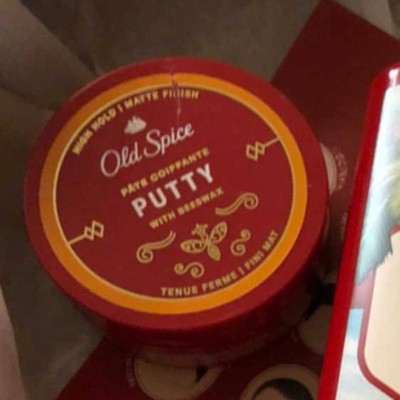 HIGH HOLD | MATTE FINISH
Old Spice
PÂTE COIFFANTE
PUTTY
WITH BEESWAX
TENUE FERME | FINI MAT